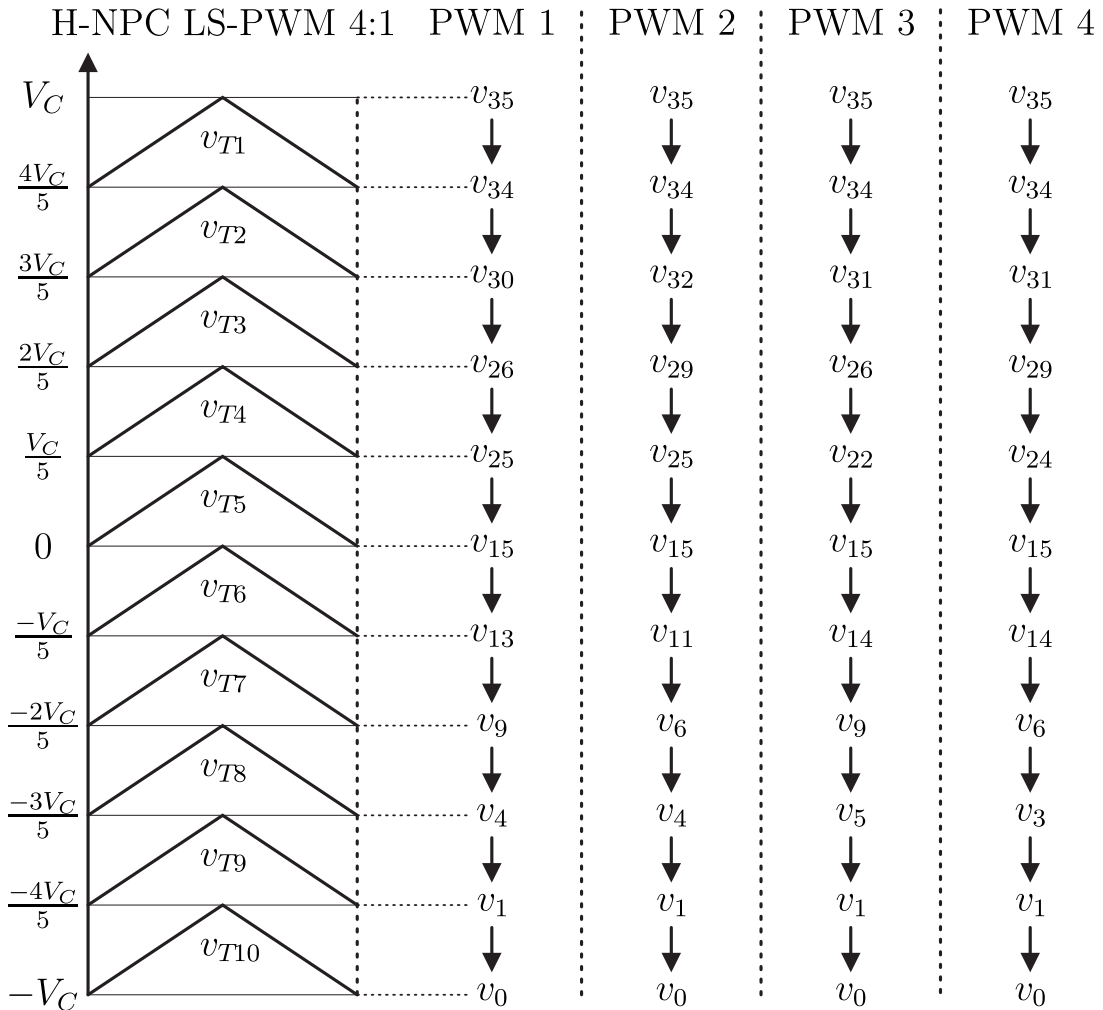 H-NPC LS-PWM 4:1 PWM 1 PWM 2 PWM 3 PWM 4
V_C v_35 v_35 v_35 v_35
v_T1
4V_C/5 v_34 v_34 v_34 v_34
v_T2
3V_C/5 v_30 v_32 v_31 v_31
v_T3
2V_C/5 v_26 v_29 v_26 v_29
v_T4
V_C/5 v_25 v_25 v_22 v_24
v_T5
0 v_15 v_15 v_15 v_15
v_T6
-V_C/5 v_13 v_11 v_14 v_14
v_T7
-2V_C/5 v_9 v_6 v_9 v_6
v_T8
-3V_C/5 v_4 v_4 v_5 v_3
v_T9
-4V_C/5 v_1 v_1 v_1 v_1
v_T10
-V_C v_0 v_0 v_0 v_0